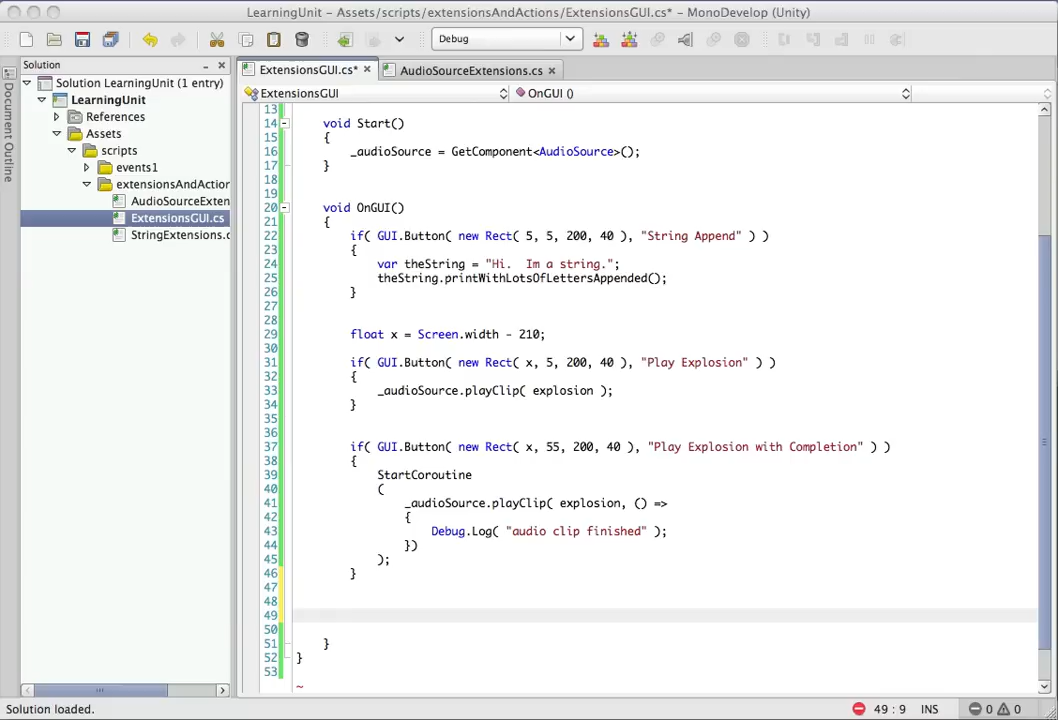 LearningUnit - Assets/scripts/extensionsAndActions/ExtensionsGUI.cs* - MonoDevelop (Unity)
Debug
Solution
Document Outline
Solution LearningUnit (1 entry)
LearningUnit
References
Assets
scripts
events1
extensionsAndAction
AudioSourceExten
ExtensionsGUI.cs
StringExtensions.c
ExtensionsGUI.cs*
AudioSourceExtensions.cs
ExtensionsGUI
OnGUI ()
13
14 void Start()
15 {
16 _audioSource = GetComponent<AudioSource>();
17 }
18
19
20 void OnGUI()
21 {
22 if( GUI.Button( new Rect( 5, 5, 200, 40 ), "String Append" ) )
23 {
24 var theString = "Hi.  Im a string.";
25 theString.printWithLotsOfLettersAppended();
26 }
27
28
29 float x = Screen.width - 210;
30
31 if( GUI.Button( new Rect( x, 5, 200, 40 ), "Play Explosion" ) )
32 {
33 _audioSource.playClip( explosion );
34 }
35
36
37 if( GUI.Button( new Rect( x, 55, 200, 40 ), "Play Explosion with Completion" ) )
38 {
39 StartCoroutine
40 (
41 _audioSource.playClip( explosion, () =>
42 {
43 Debug.Log( "audio clip finished" );
44 })
45 );
46 }
47
48
49
50
51 }
52 }
53
~
Solution loaded.
49 : 9
INS
0
0